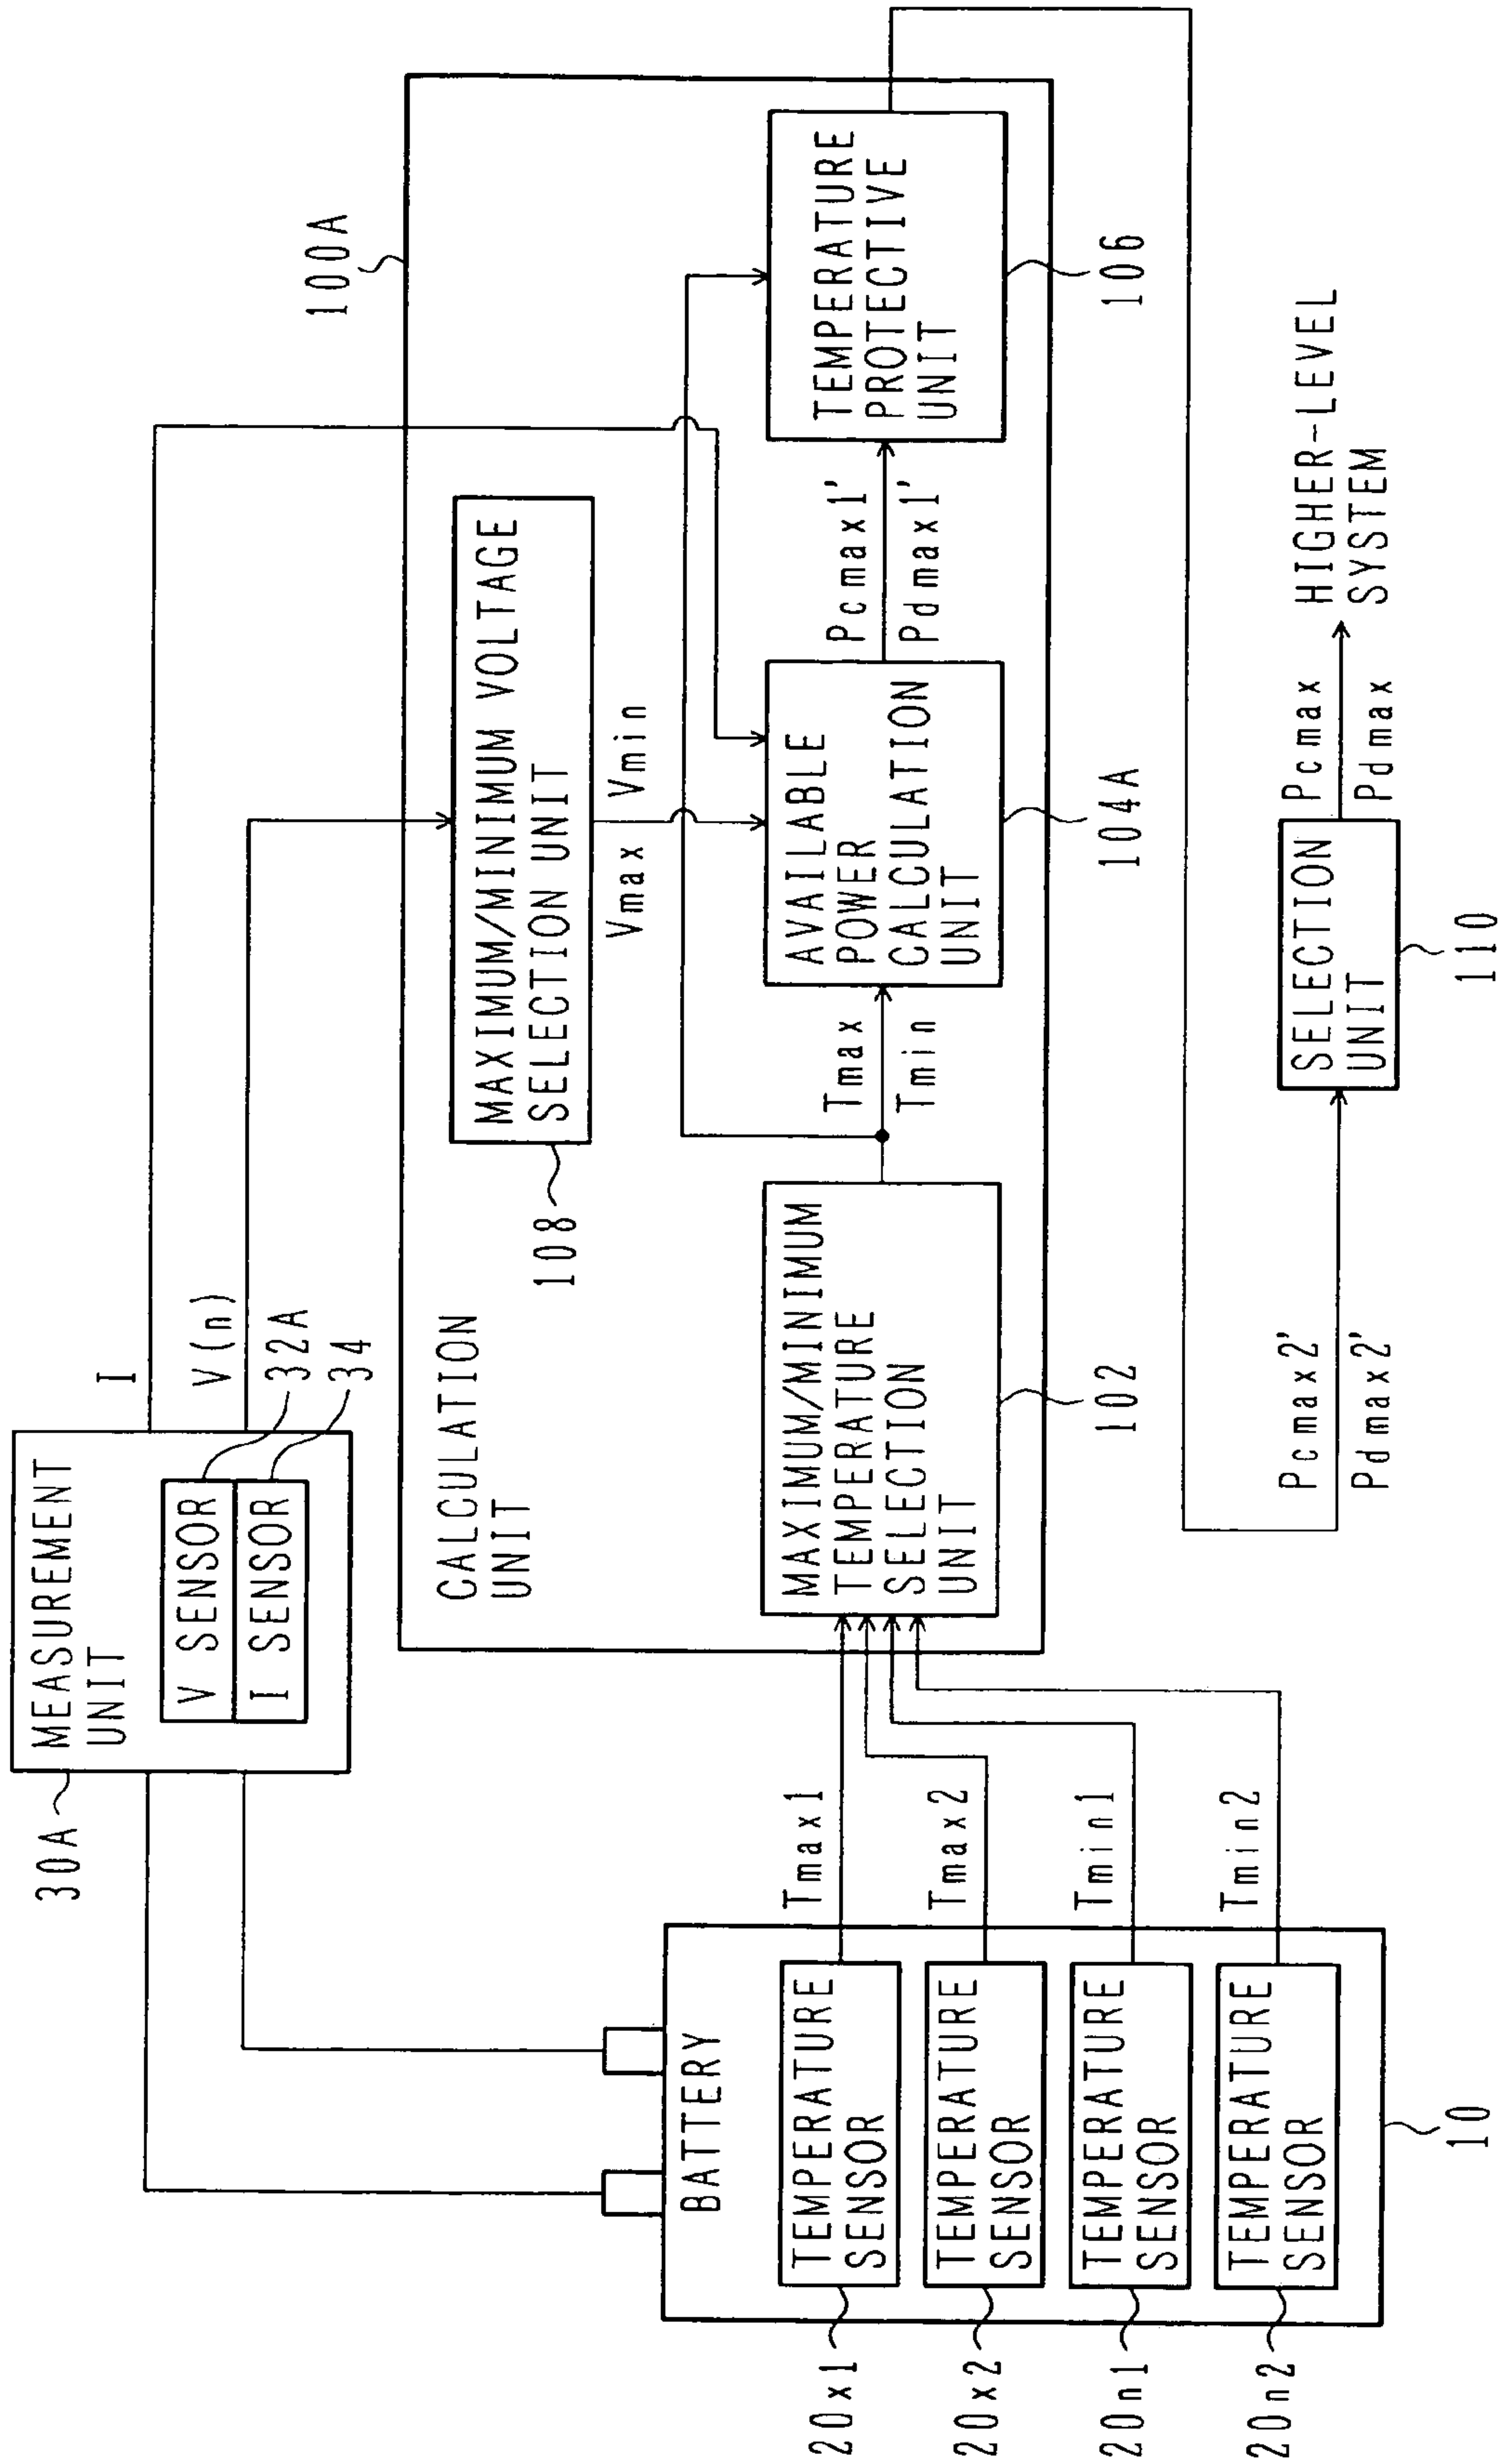 30A
MEASUREMENT
UNIT
V SENSOR
I SENSOR
I
V(n)
32A
34
100A
CALCULATION
UNIT
108
MAXIMUM/MINIMUM VOLTAGE
SELECTION UNIT
Vmax Vmin
BATTERY
TEMPERATURE
SENSOR
TEMPERATURE
SENSOR
TEMPERATURE
SENSOR
TEMPERATURE
SENSOR
20x1
20x2
20n1
20n2
10
Tmax1
Tmax2
Tmin1
Tmin2
MAXIMUM/MINIMUM
TEMPERATURE
SELECTION
UNIT
102
Tmax
Tmin
AVAILABLE
POWER
CALCULATION
UNIT
104A
Pcmax1'
Pdmax1'
TEMPERATURE
PROTECTIVE
UNIT
106
Pcmax2'
Pdmax2'
SELECTION
UNIT
110
Pcmax
Pdmax
HIGHER-LEVEL
SYSTEM